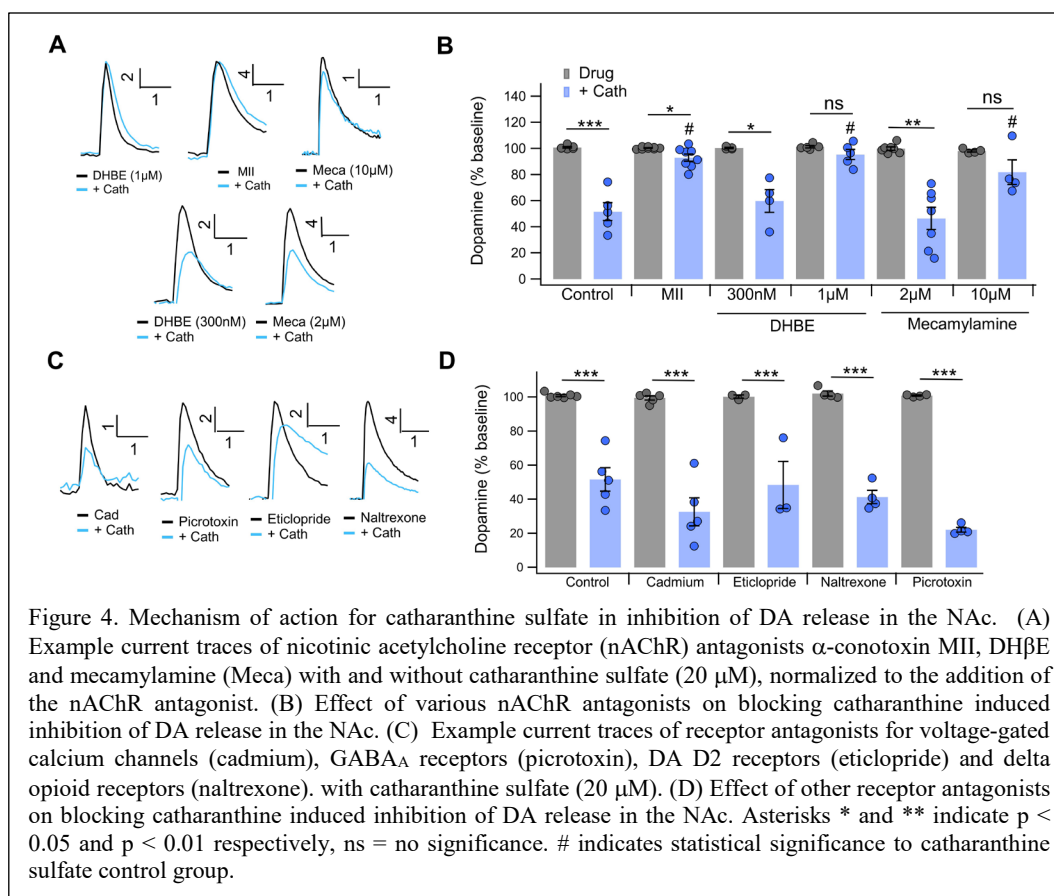 A
2
1
4
1
1
1
DHBE (1μM)
+ Cath
MII
+ Cath
Meca (10μM)
+ Cath
2
1
4
1
DHBE (300nM)
+ Cath
Meca (2μM)
+ Cath
B
Drug
+ Cath
Dopamine (% baseline)
140
120
100
80
60
40
20
0
***
*
#
*
ns
#
**
ns
#
Control
MII
300nM
1μM
2μM
10μM
DHBE
Mecamylamine
C
1
1
2
1
2
1
4
1
Cad
+ Cath
Picrotoxin
+ Cath
Eticlopride
+ Cath
Naltrexone
+ Cath
D
Dopamine (% baseline)
100
80
60
40
20
0
***
***
***
***
***
Control
Cadmium
Eticlopride
Naltrexone
Picrotoxin
Figure 4. Mechanism of action for catharanthine sulfate in inhibition of DA release in the NAc. (A)
Example current traces of nicotinic acetylcholine receptor (nAChR) antagonists α-conotoxin MII, DHβE
and mecamylamine (Meca) with and without catharanthine sulfate (20 μM), normalized to the addition of
the nAChR antagonist. (B) Effect of various nAChR antagonists on blocking catharanthine induced
inhibition of DA release in the NAc. (C) Example current traces of receptor antagonists for voltage-gated
calcium channels (cadmium), GABAA receptors (picrotoxin), DA D2 receptors (eticlopride) and delta
opioid receptors (naltrexone). with catharanthine sulfate (20 μM). (D) Effect of other receptor antagonists
on blocking catharanthine induced inhibition of DA release in the NAc. Asterisks * and ** indicate p <
0.05 and p < 0.01 respectively, ns = no significance. # indicates statistical significance to catharanthine
sulfate control group.